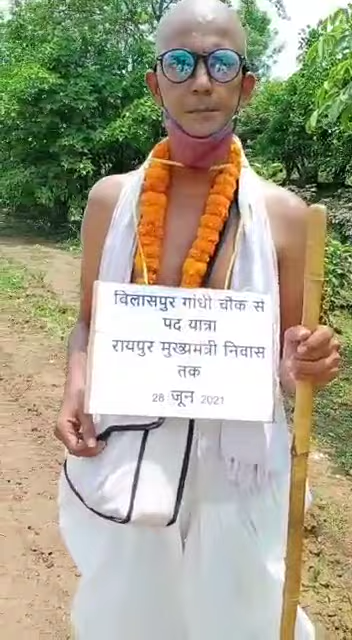 विलासपुर गांधी चौक से
पद यात्रा
रायपुर मुख्यमंत्री निवास
तक
28 जून 2021